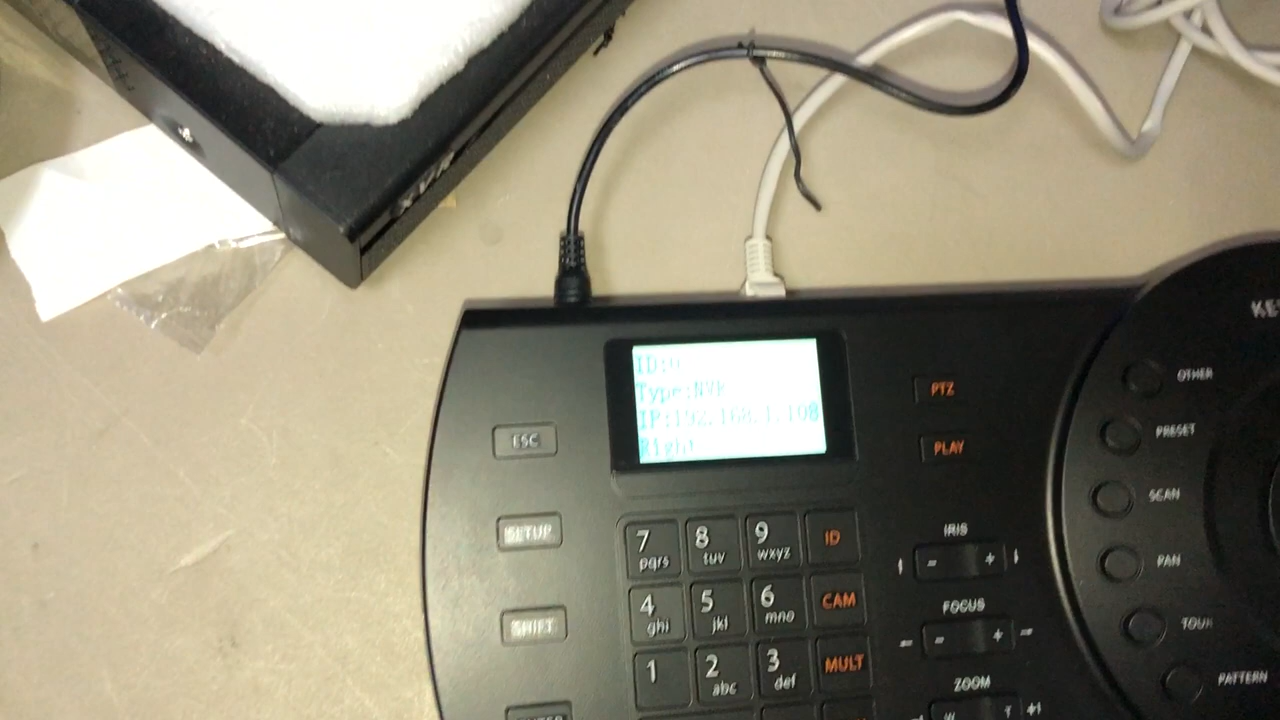 ID:0
Type:NVR
IP:192.168.1.108
Right
ESC
SETUP
SHIFT
ENTER
7 pqrs
8 tuv
9 wxyz
ID
4 ghi
5 jkl
6 mno
CAM
1
2 abc
3 def
MULT
PTZ
PLAY
IRIS
- +
FOCUS
- +
ZOOM
W T
KE
OTHER
PRESET
SCAN
PAN
TOUR
PATTERN